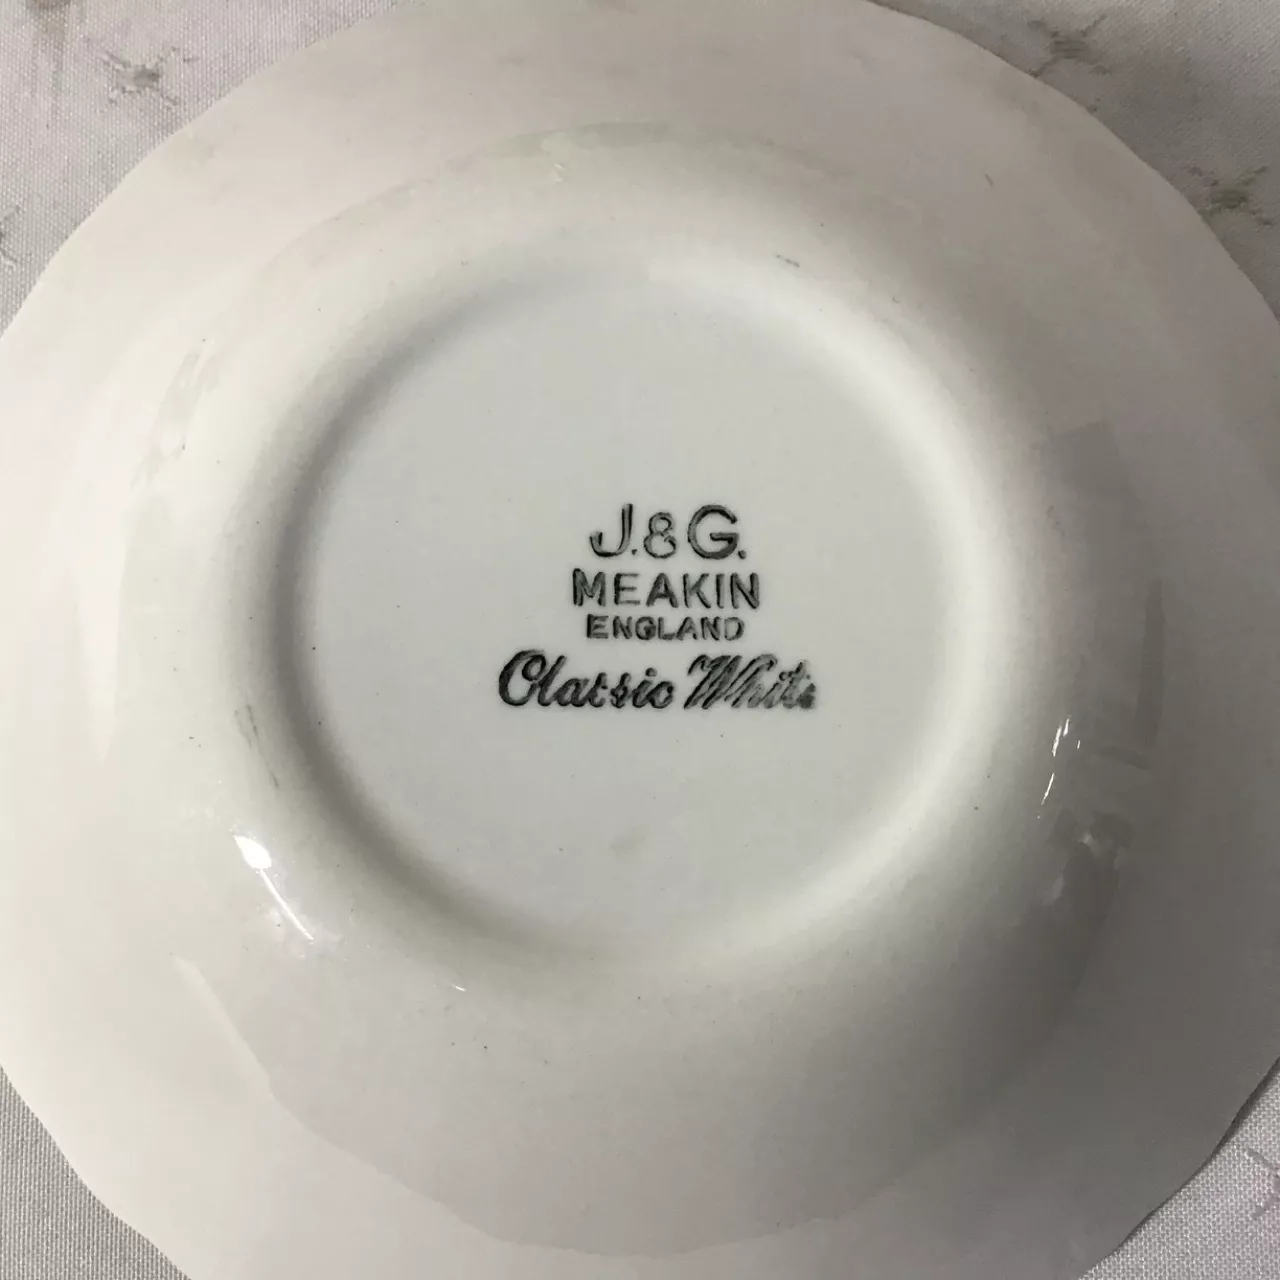 J.&G.
MEAKIN
ENGLAND
Classic White